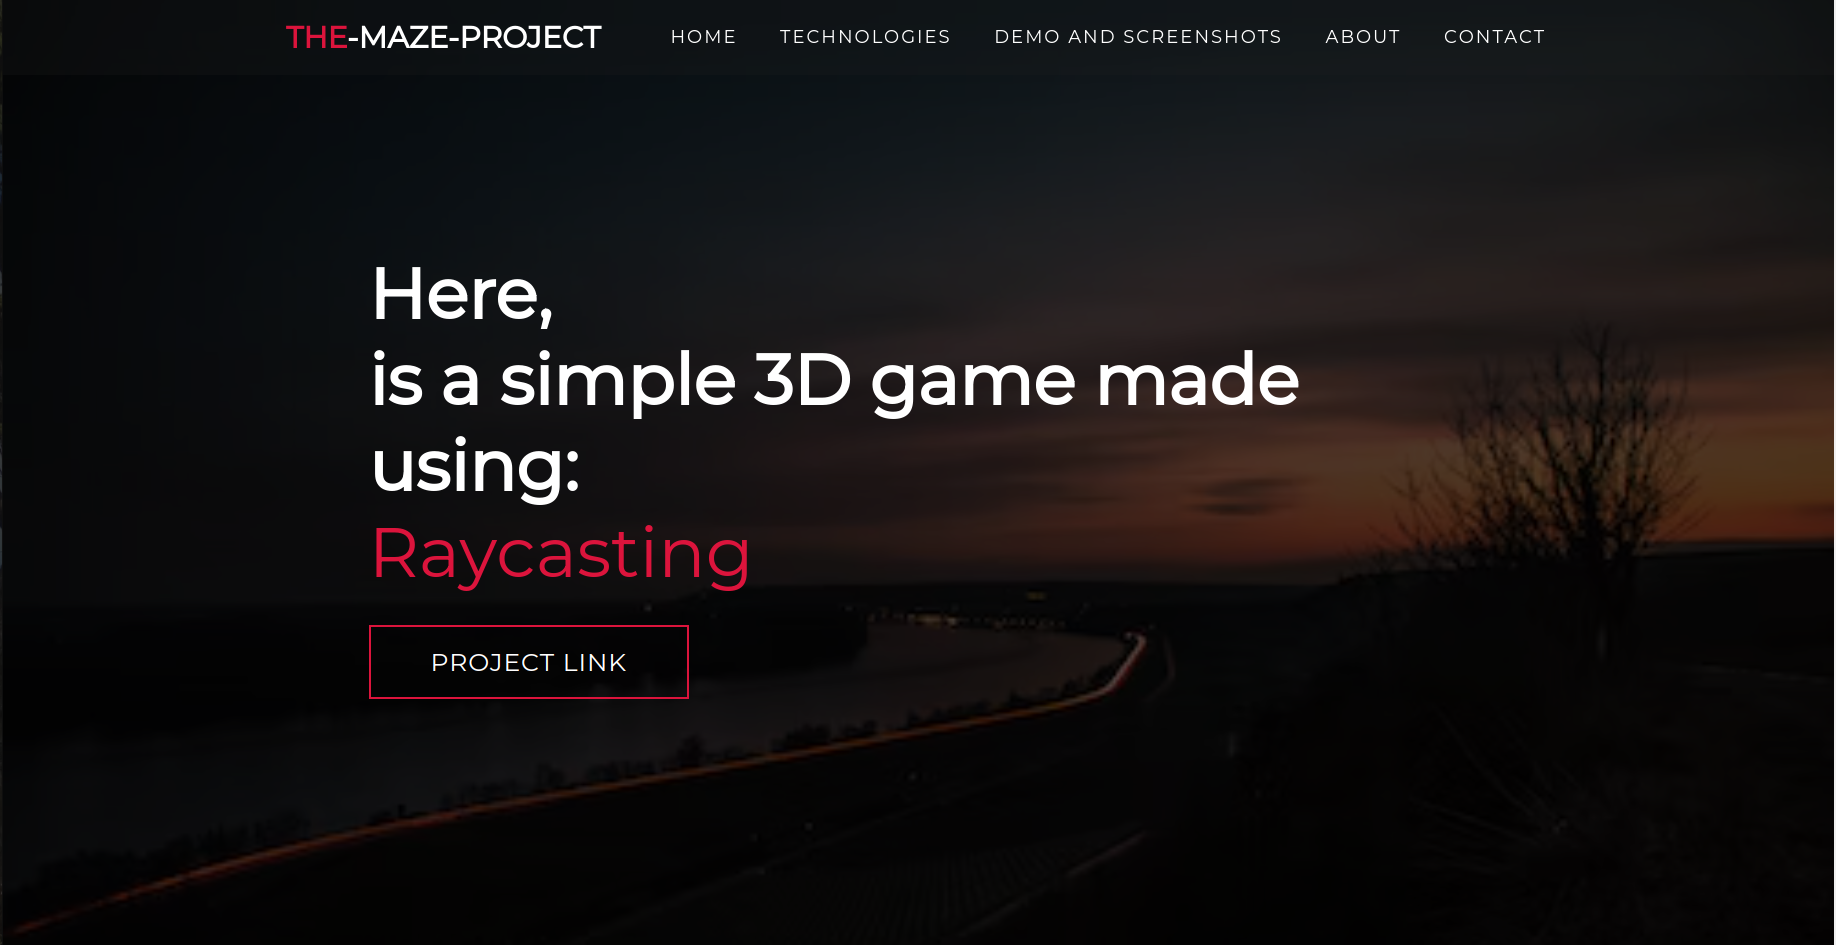 THE-MAZE-PROJECT
HOME TECHNOLOGIES DEMO AND SCREENSHOTS ABOUT CONTACT
Here,
is a simple 3D game made
using:
Raycasting
PROJECT LINK